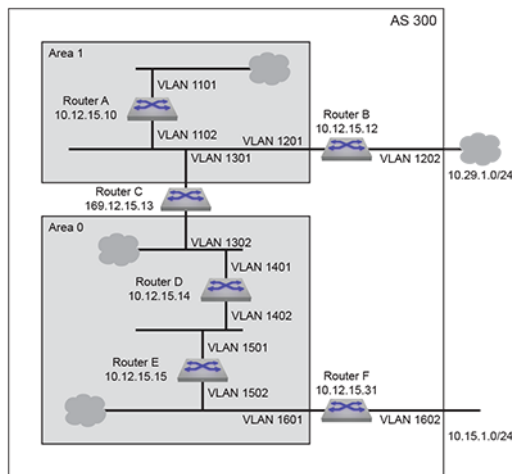 AS 300
Area 1
VLAN 1101
Router A
10.12.15.10
VLAN 1102
Router B
10.12.15.12
VLAN 1201
VLAN 1202
VLAN 1301
10.29.1.0/24
Router C
169.12.15.13
Area 0
VLAN 1302
VLAN 1401
Router D
10.12.15.14
VLAN 1402
VLAN 1501
Router E
10.12.15.15
VLAN 1502
Router F
10.12.15.31
VLAN 1601
VLAN 1602
10.15.1.0/24